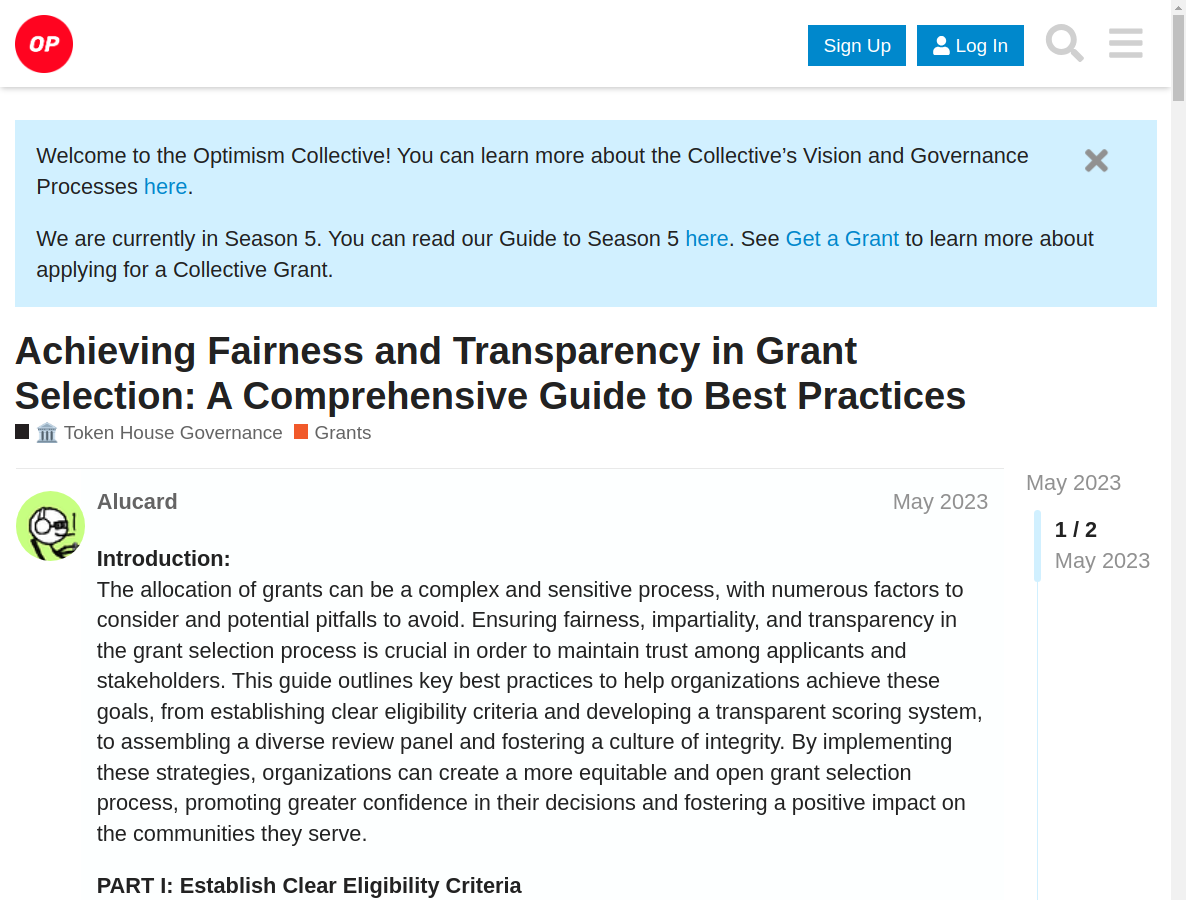 OP
Sign Up
Log In
Welcome to the Optimism Collective! You can learn more about the Collective’s Vision and Governance
Processes here.
We are currently in Season 5. You can read our Guide to Season 5 here. See Get a Grant to learn more about
applying for a Collective Grant.
Achieving Fairness and Transparency in Grant
Selection: A Comprehensive Guide to Best Practices
🏛️ Token House Governance Grants
Alucard
May 2023
May 2023
1 / 2
May 2023
Introduction:
The allocation of grants can be a complex and sensitive process, with numerous factors to
consider and potential pitfalls to avoid. Ensuring fairness, impartiality, and transparency in
the grant selection process is crucial in order to maintain trust among applicants and
stakeholders. This guide outlines key best practices to help organizations achieve these
goals, from establishing clear eligibility criteria and developing a transparent scoring system,
to assembling a diverse review panel and fostering a culture of integrity. By implementing
these strategies, organizations can create a more equitable and open grant selection
process, promoting greater confidence in their decisions and fostering a positive impact on
the communities they serve.
PART I: Establish Clear Eligibility Criteria